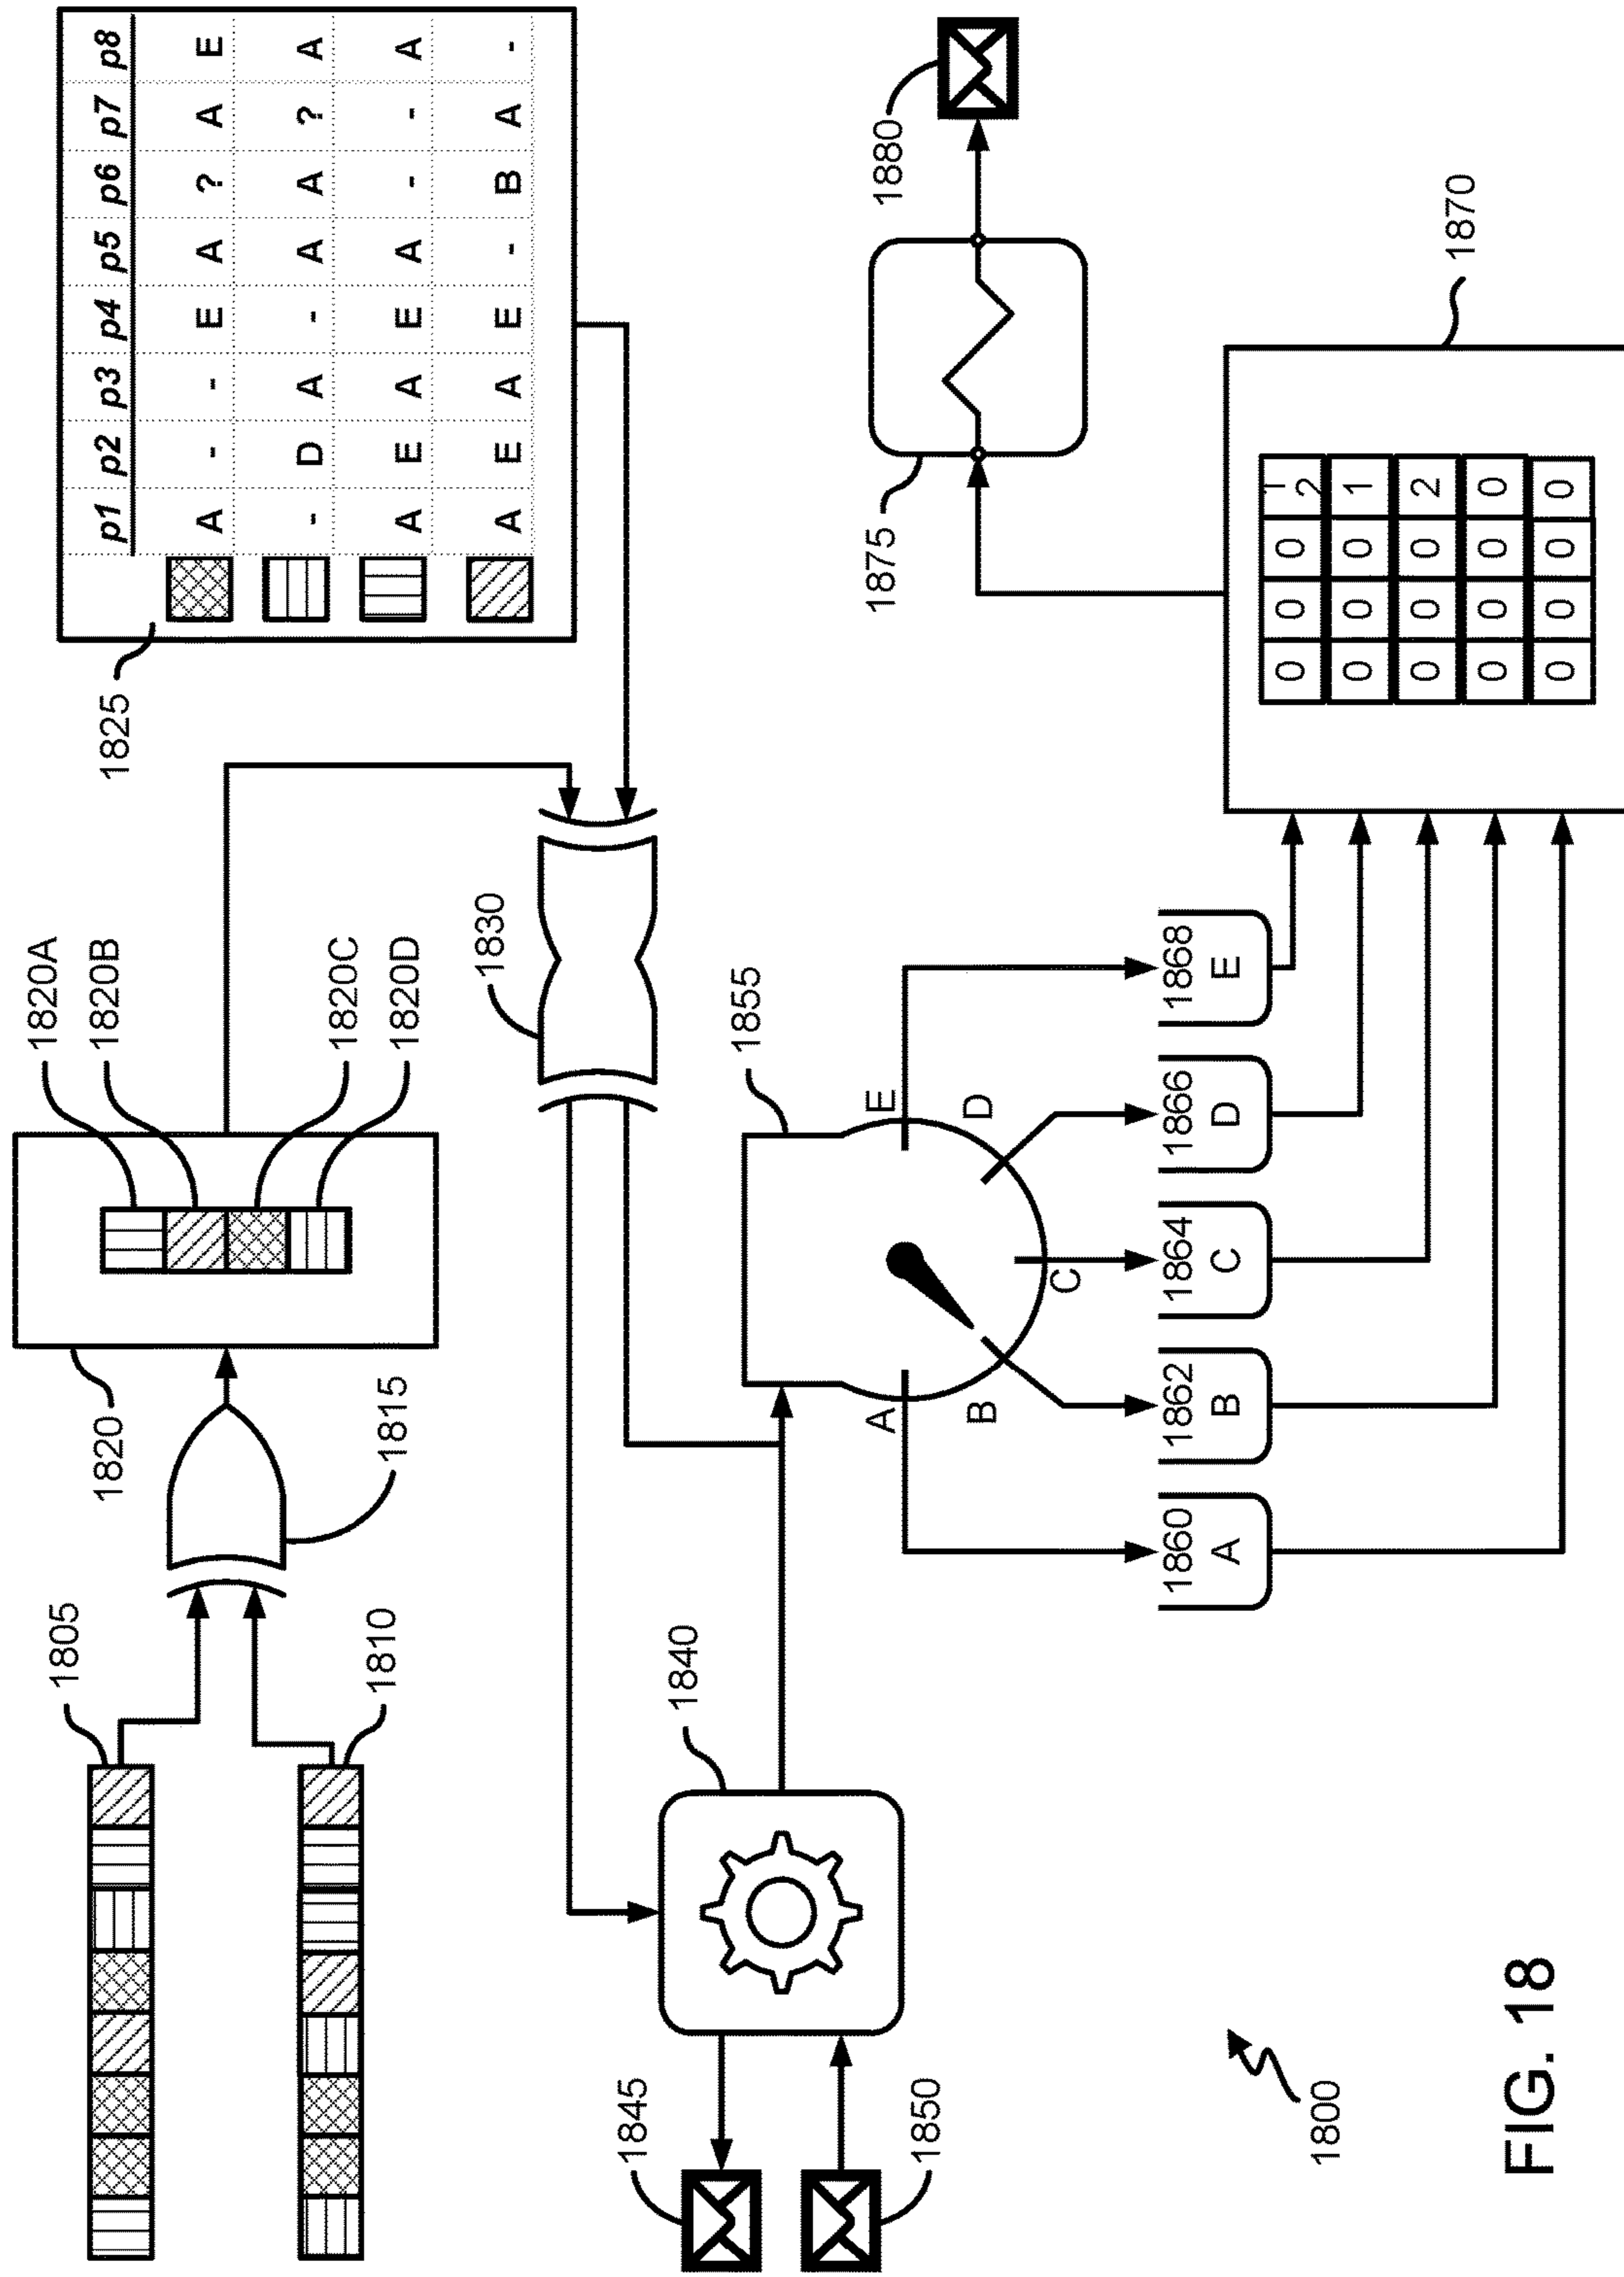 1805
1810
1815
1820
1820A
1820B
1820C
1820D
1825
p1 p2 p3 p4 p5 p6 p7 p8
A - - E A ? A E
- D A - A A ? A
A E A E A - - A
A E A E - B A -
1830
1840
1845
1850
1855
A
B
C
D
E
1860
A
1862
B
1864
C
1866
D
1868
E
1875
1880
1870
0 0 0 1
2
0 0 0 1
0 0 0 2
0 0 0 0
0 0 0 0
1800
FIG. 18